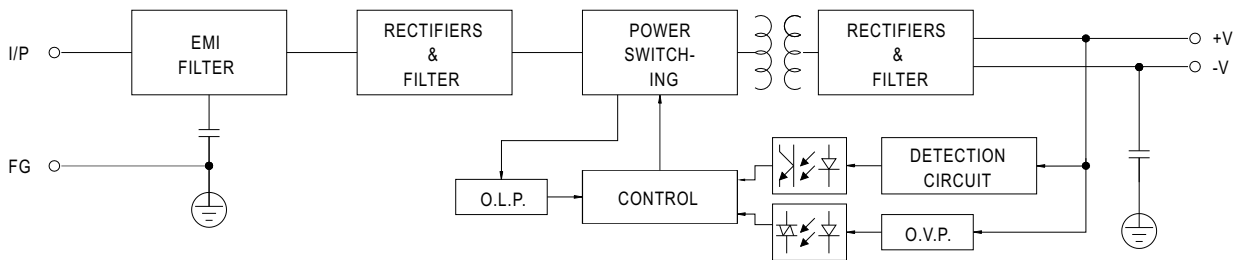 I/P
EMI
FILTER
RECTIFIERS
&
FILTER
POWER
SWITCH-
ING
RECTIFIERS
&
FILTER
+V
-V
FG
O.L.P.
CONTROL
DETECTION
CIRCUIT
O.V.P.